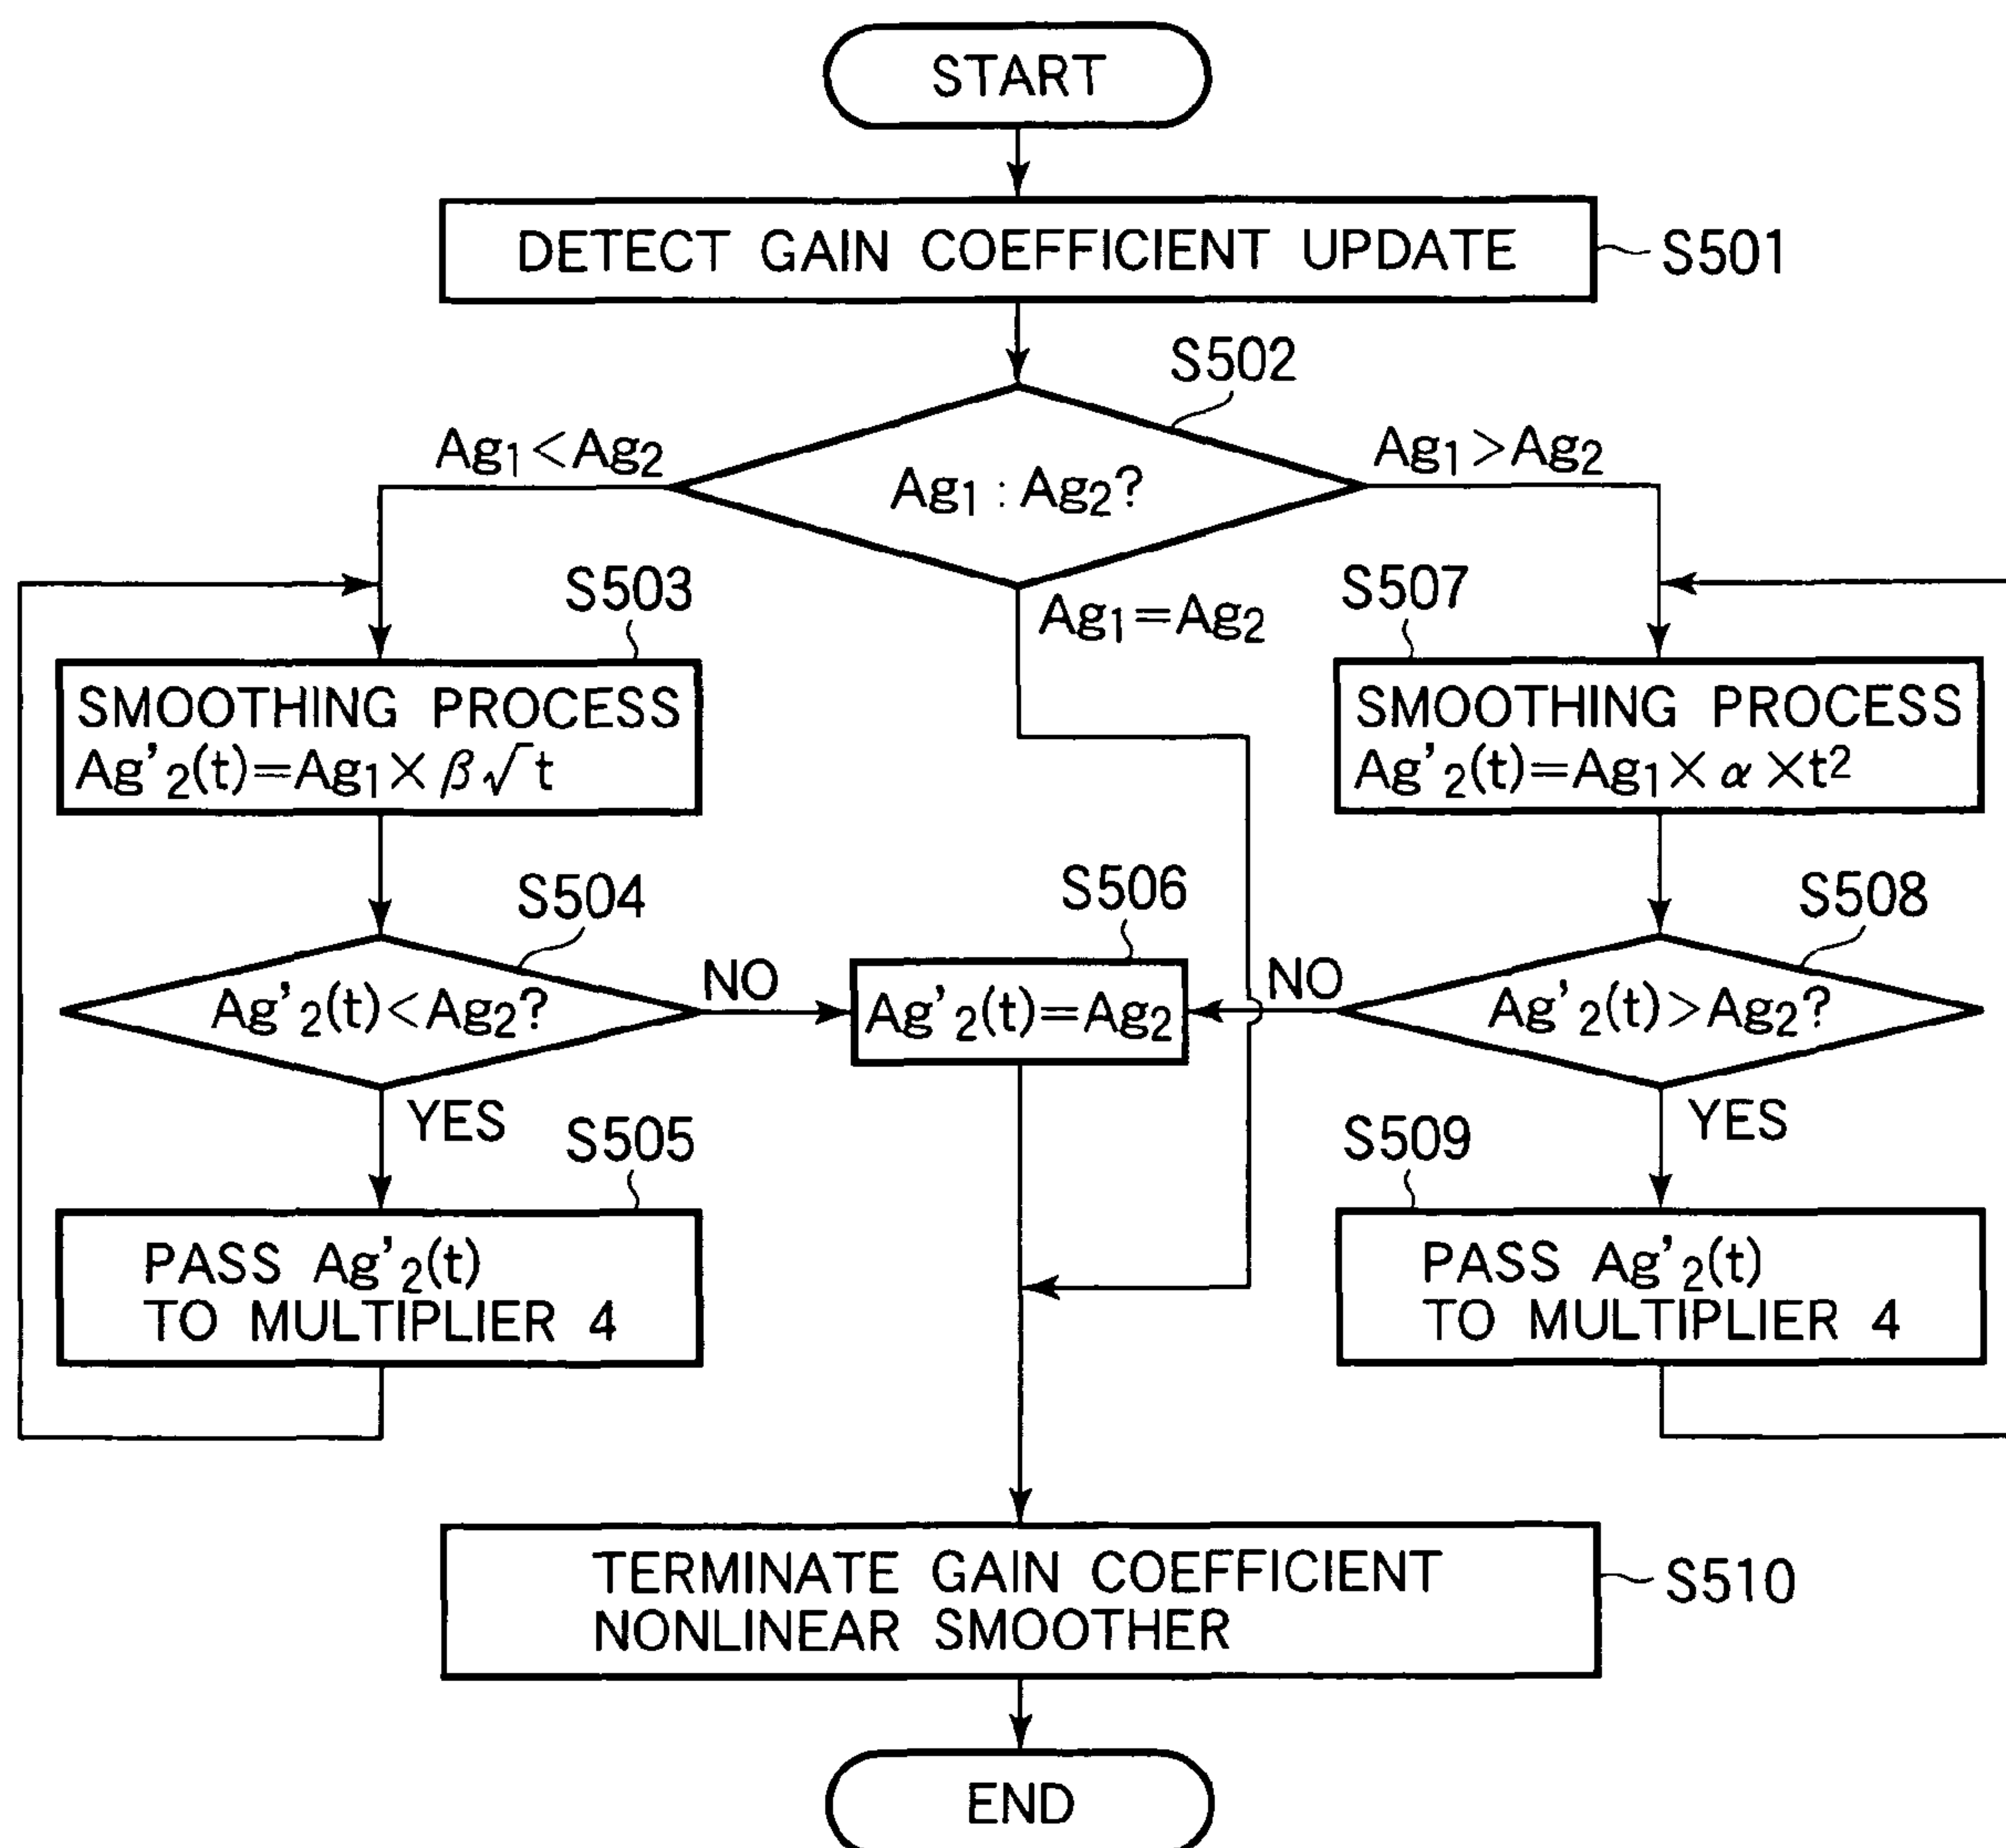 START
DETECT GAIN COEFFICIENT UPDATE
S501
S502
Ag₁<Ag₂
Ag₁ : Ag₂?
Ag₁>Ag₂
Ag₁=Ag₂
S503
SMOOTHING PROCESS
Ag'₂(t)=Ag₁×β√t
S507
SMOOTHING PROCESS
Ag'₂(t)=Ag₁×α×t²
S504
Ag'₂(t)<Ag₂?
NO
YES
S506
Ag'₂(t)=Ag₂
S508
NO
Ag'₂(t)>Ag₂?
YES
S505
PASS Ag'₂(t)
TO MULTIPLIER 4
S509
PASS Ag'₂(t)
TO MULTIPLIER 4
TERMINATE GAIN COEFFICIENT
NONLINEAR SMOOTHER
S510
END